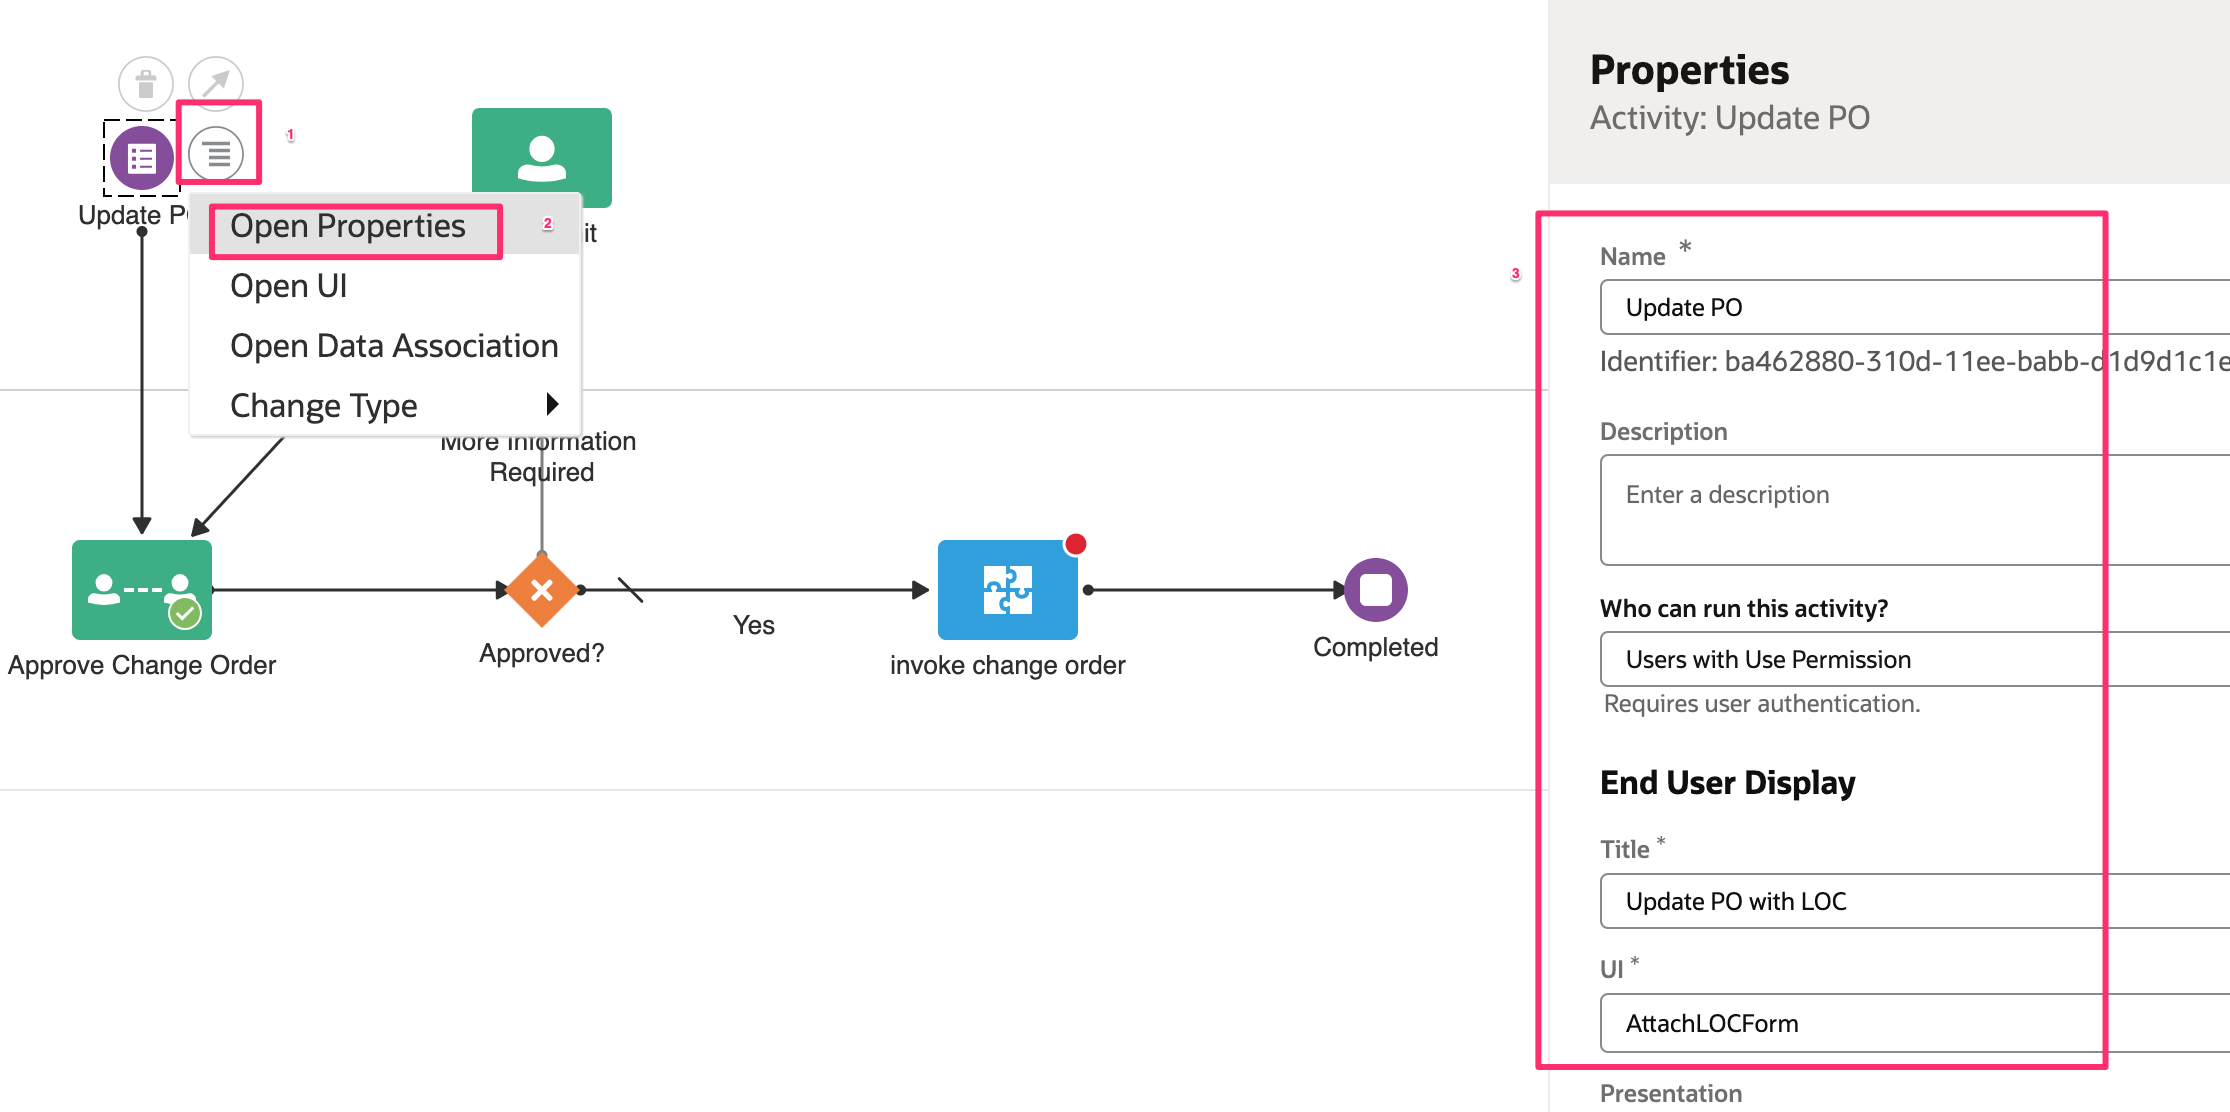 1
Update P
Open Properties
2
it
Open UI
Open Data Association
Change Type
More Information
Required
Approve Change Order
Approved?
Yes
invoke change order
Completed
Properties
Activity: Update PO
3
Name *
Update PO
Identifier: ba462880-310d-11ee-babb-d1d9d1c1e
Description
Enter a description
Who can run this activity?
Users with Use Permission
Requires user authentication.
End User Display
Title *
Update PO with LOC
UI *
AttachLOCForm
Presentation